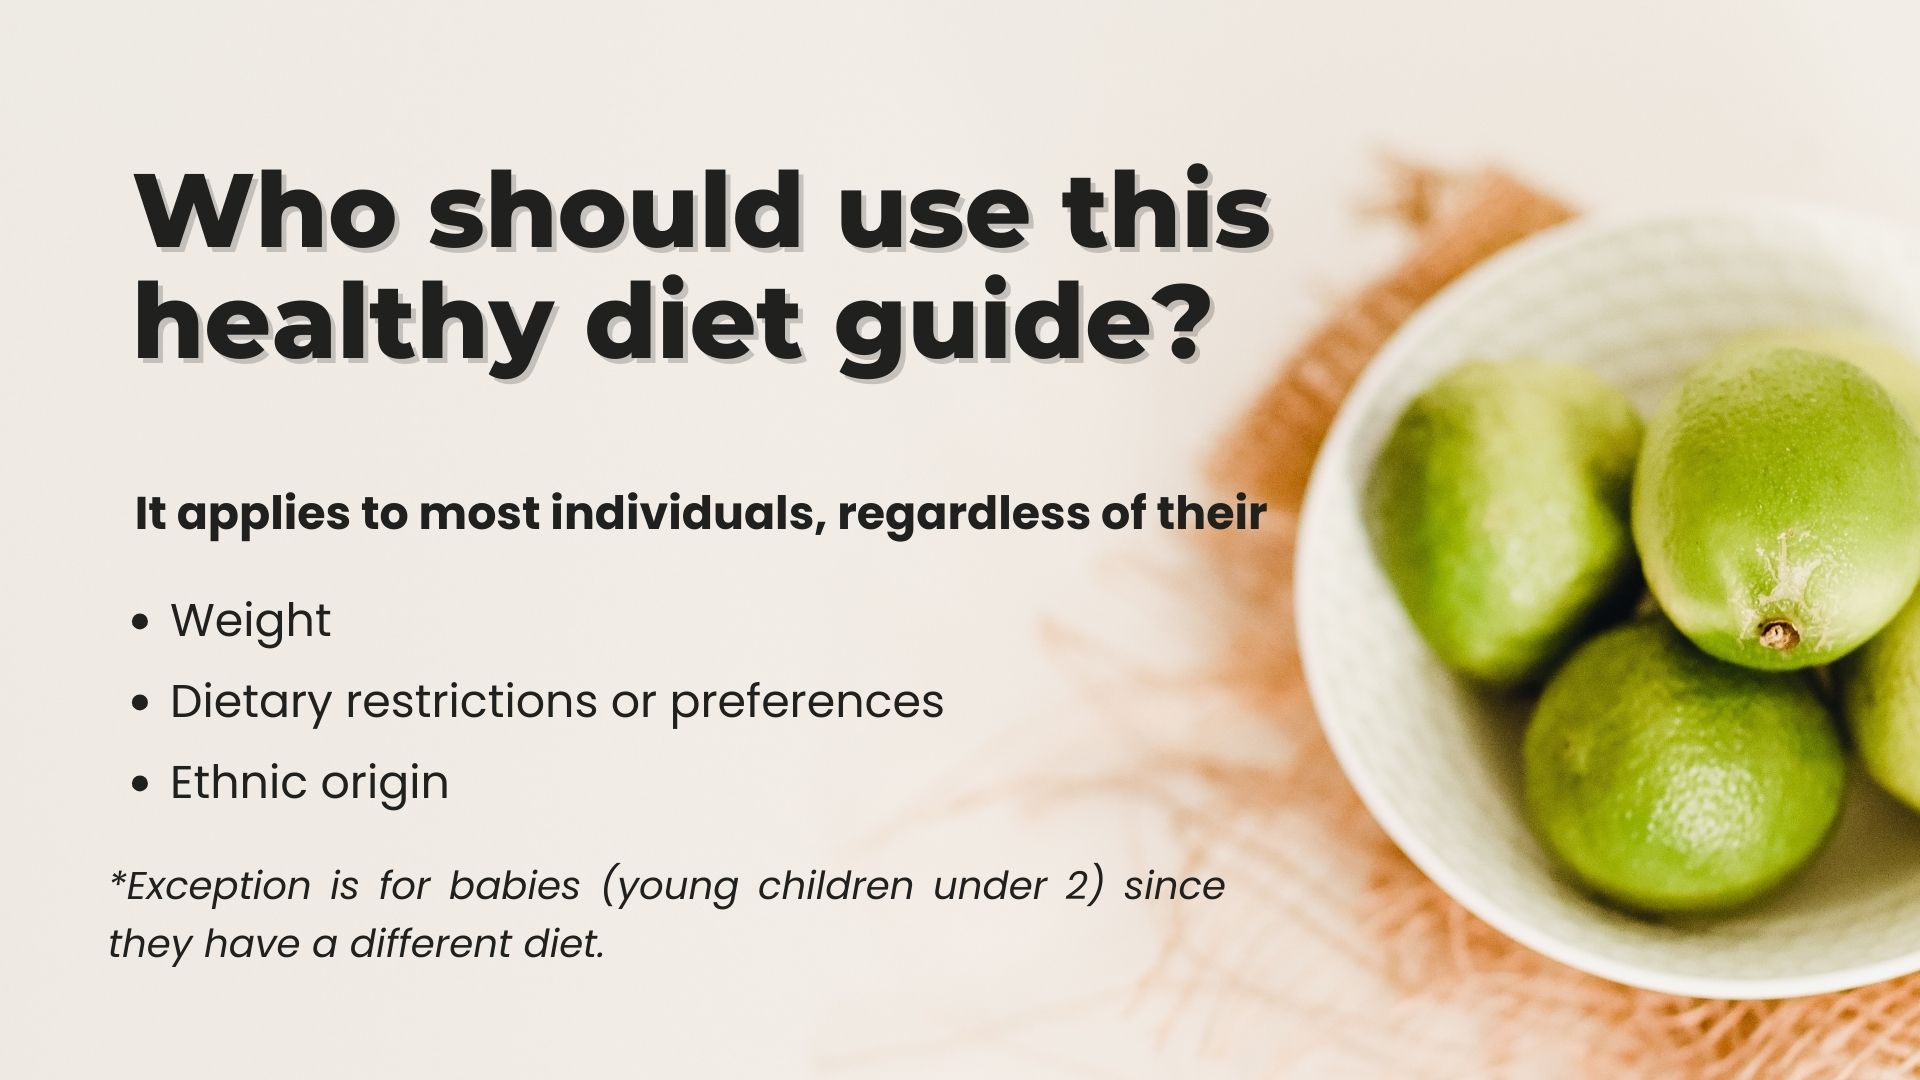 Who should use this
healthy diet guide?
It applies to most individuals, regardless of their
• Weight
• Dietary restrictions or preferences
• Ethnic origin
*Exception is for babies (young children under 2) since
they have a different diet.